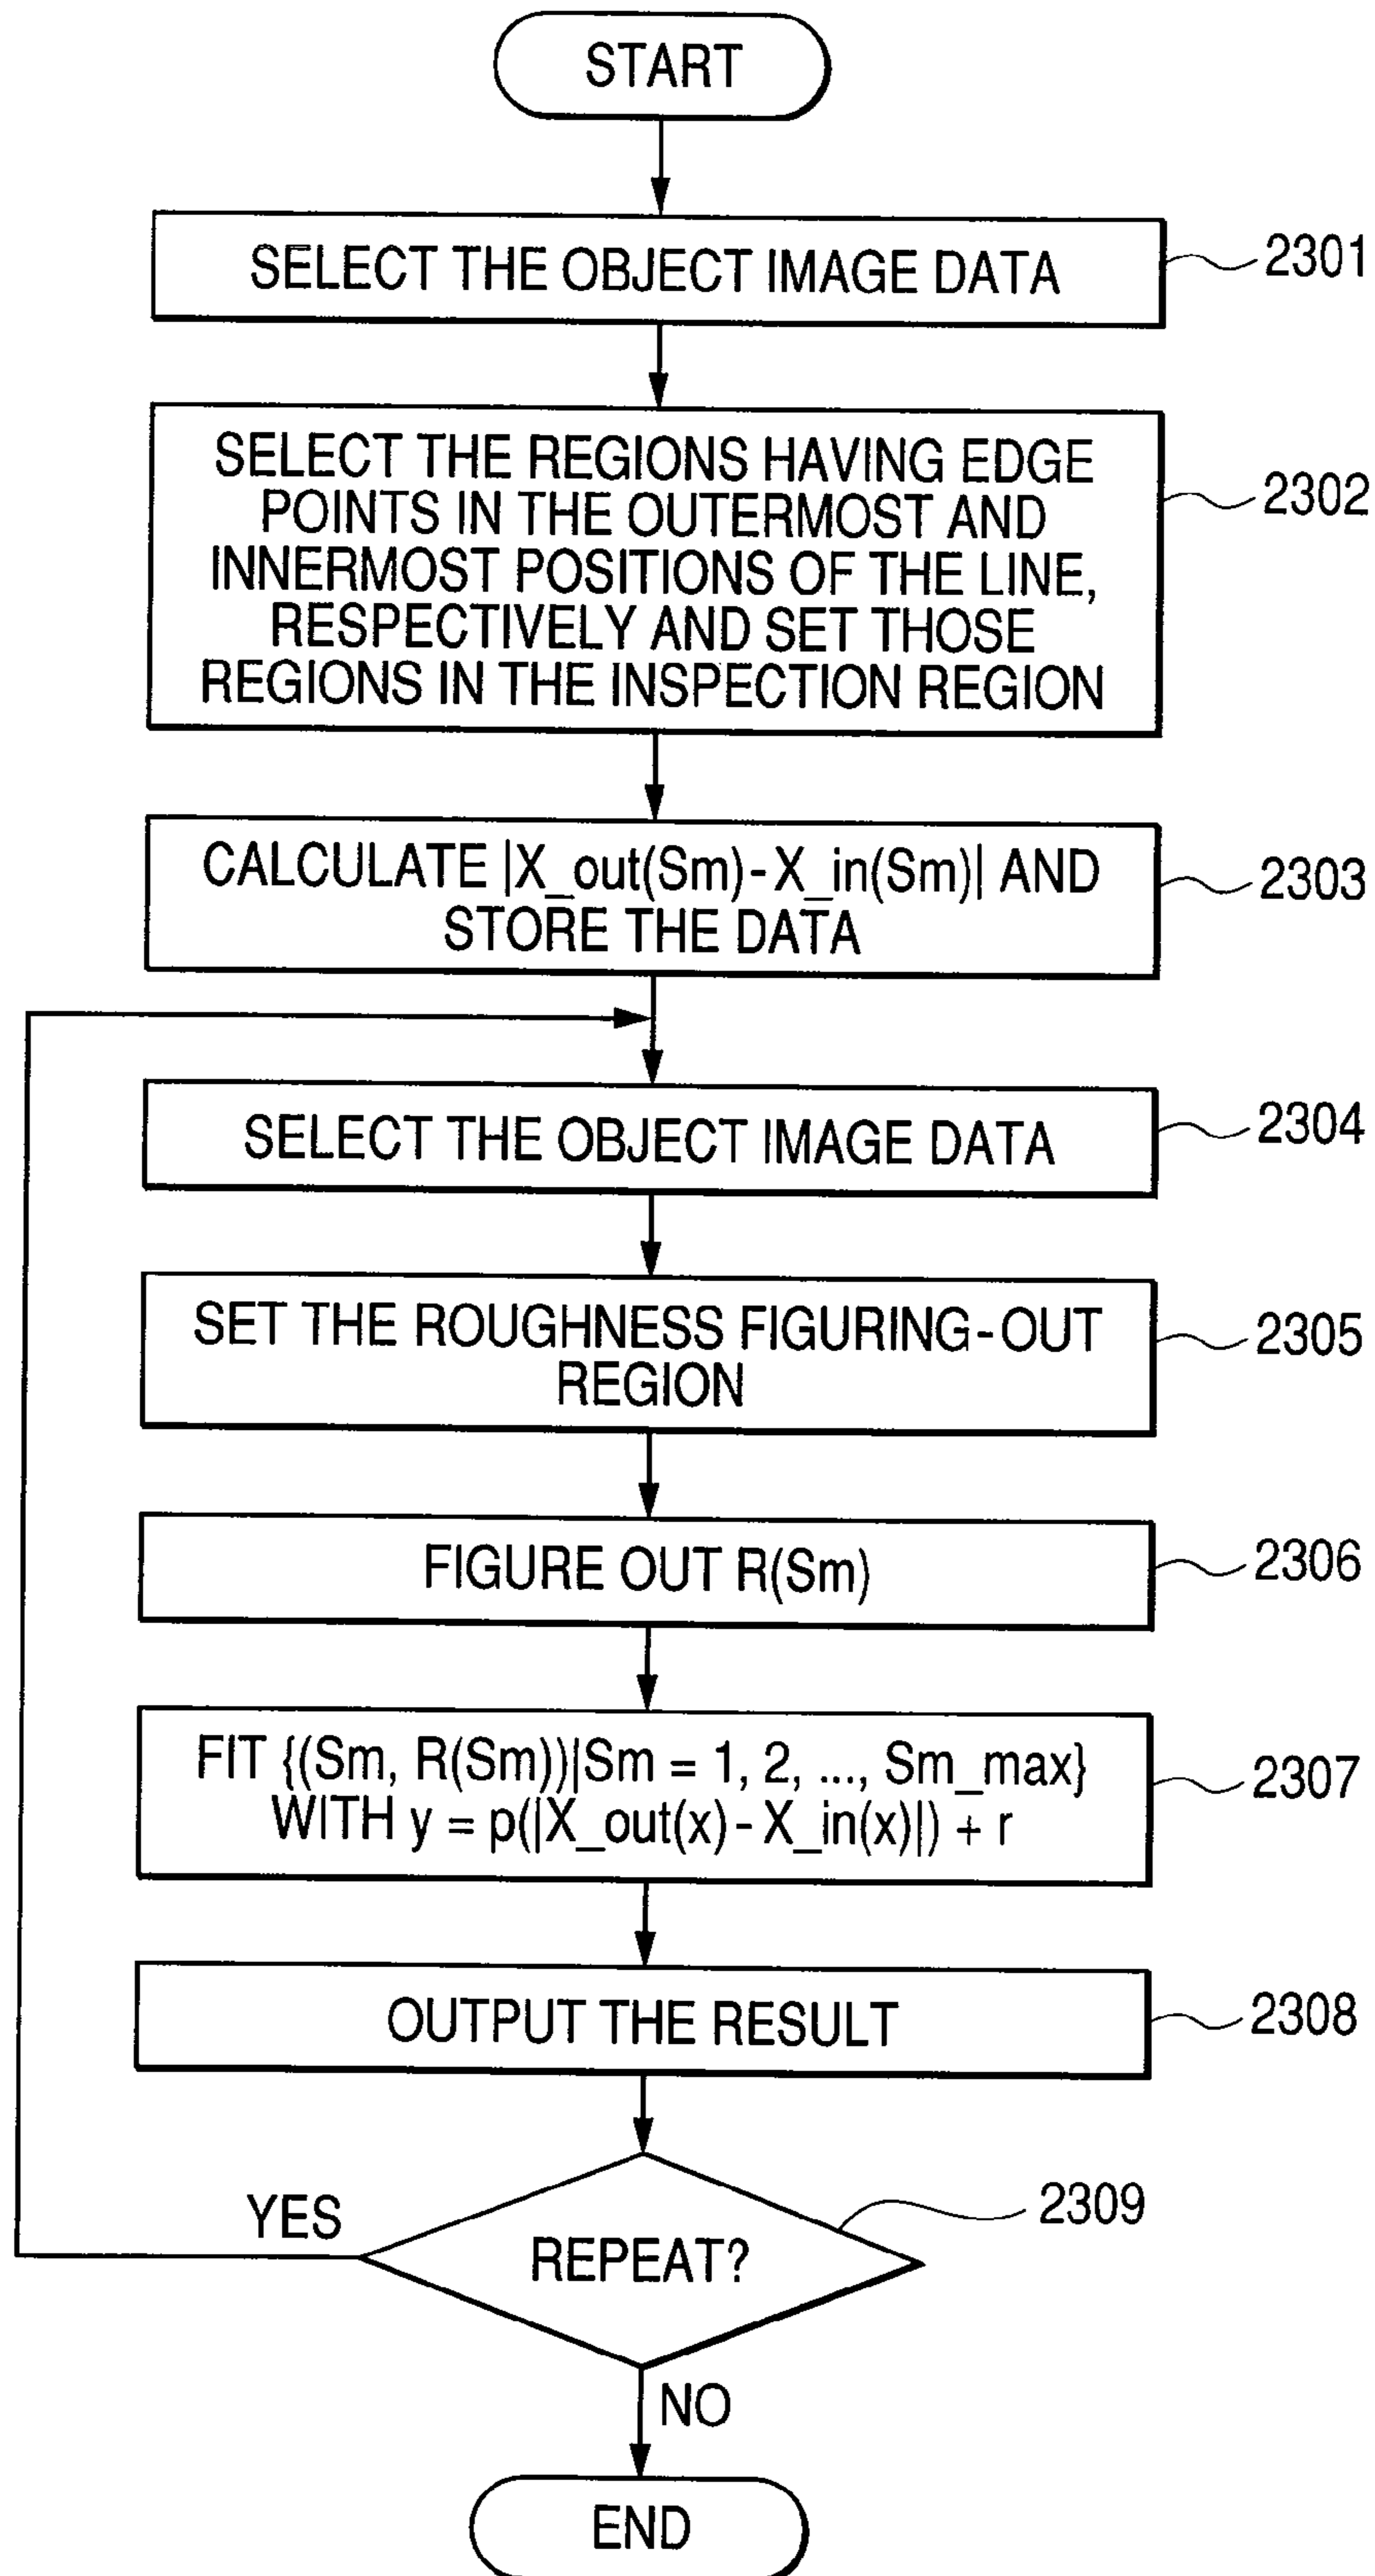 START
SELECT THE OBJECT IMAGE DATA
2301
SELECT THE REGIONS HAVING EDGE
POINTS IN THE OUTERMOST AND
INNERMOST POSITIONS OF THE LINE,
RESPECTIVELY AND SET THOSE
REGIONS IN THE INSPECTION REGION
2302
CALCULATE |X_out(Sm)-X_in(Sm)| AND
STORE THE DATA
2303
SELECT THE OBJECT IMAGE DATA
2304
SET THE ROUGHNESS FIGURING-OUT
REGION
2305
FIGURE OUT R(Sm)
2306
FIT {(Sm, R(Sm))|Sm = 1, 2, ..., Sm_max}
WITH y = p(|X_out(x)-X_in(x)|) + r
2307
OUTPUT THE RESULT
2308
YES
REPEAT?
2309
NO
END